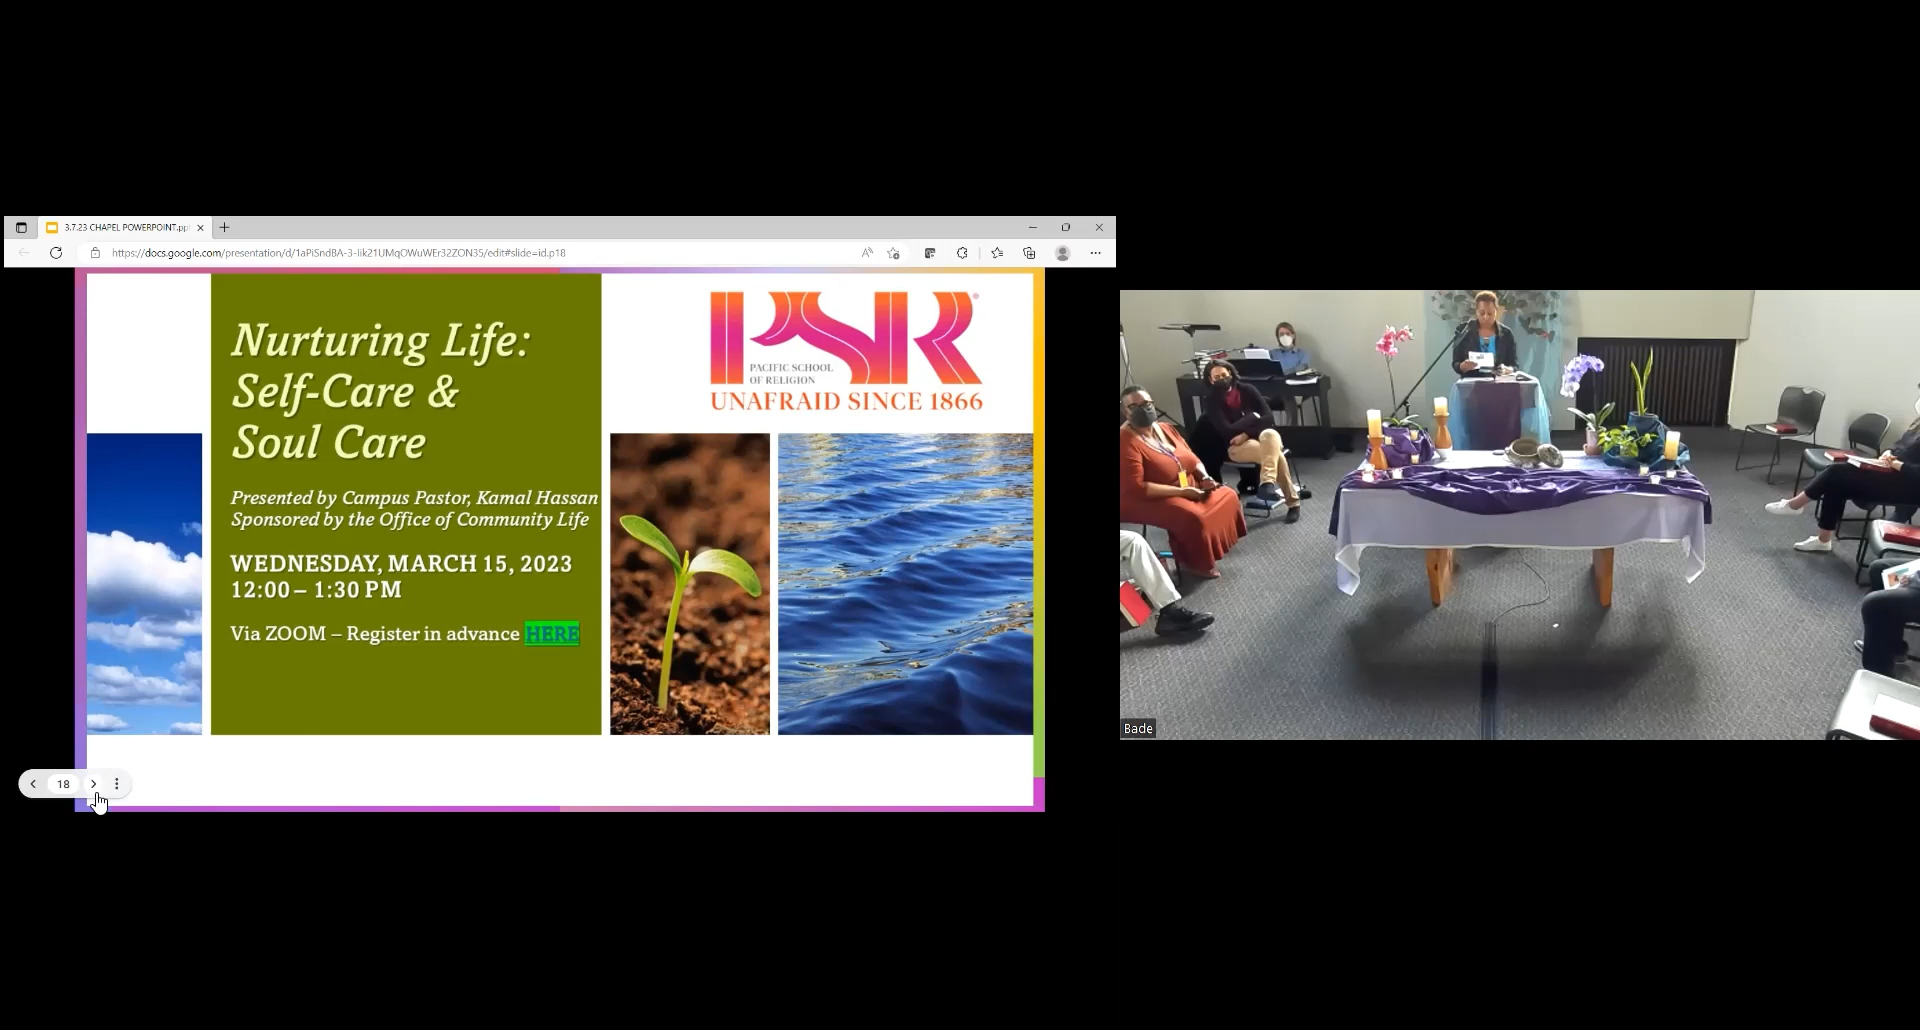 3.7.23 CHAPEL POWERPOINT.pp
https://docs.google.com/presentation/d/1aPiSndBA-3-Iik21UMqOWuWEr32ZON35/edit#slide=id.p18
Nurturing Life:
Self-Care &
Soul Care
Presented by Campus Pastor, Kamal Hassan
Sponsored by the Office of Community Life
WEDNESDAY, MARCH 15, 2023
12:00 – 1:30 PM
Via ZOOM – Register in advance HERE
PSR
PACIFIC SCHOOL
OF RELIGION
UNAFRAID SINCE 1866
18
Bade